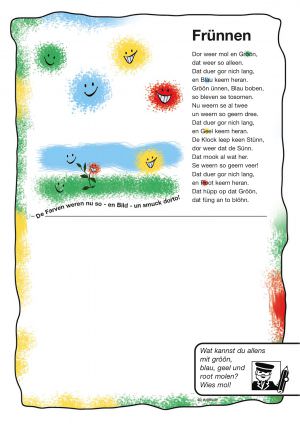 Frünnen
Dor weer mol en Gröön,
dat weer so alleen.
Dat duer gor nich lang,
en Blau keem heran.
Gröön ünnen, Blau boben,
so bleven se tosomen.
Nu weern se al twee
un weern so geern dree.
Dat duer gor nich lang,
en Geel keem heran.
De Klock leep keen Stünn,
dor weer dat de Sünn.
Dat mook al wat her.
Se weern so geern veer!
Dat duer gor nich lang,
en Root keem heran.
Dat hüpp op dat Gröön,
dat füng an to blöhn.
De Farven weren nu so - en Bild - un smuck dorto!
Wat kannst du allens
mit gröön,
blau, geel und
root molen?
Wies mol!